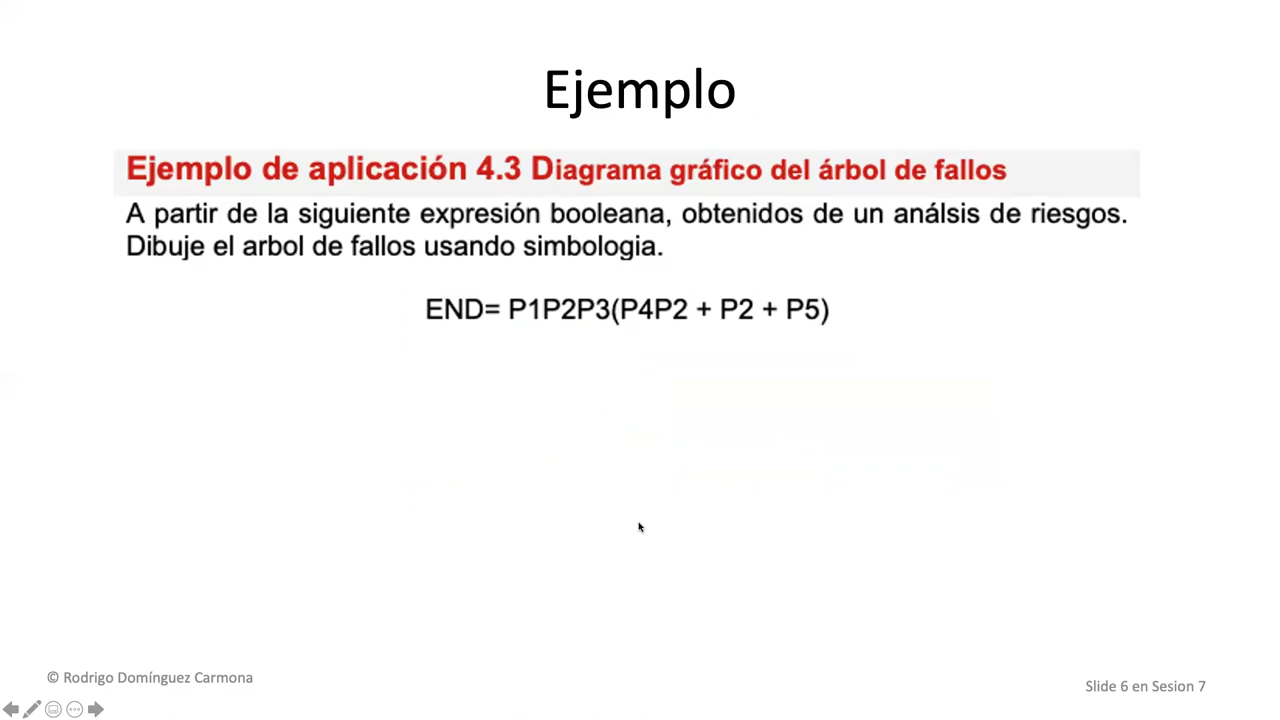 Ejemplo
Ejemplo de aplicación 4.3 Diagrama gráfico del árbol de fallos
A partir de la siguiente expresión booleana, obtenidos de un análsis de riesgos.
Dibuje el arbol de fallos usando simbologia.
END= P1P2P3(P4P2 + P2 + P5)
© Rodrigo Domínguez Carmona
Slide 6 en Sesion 7